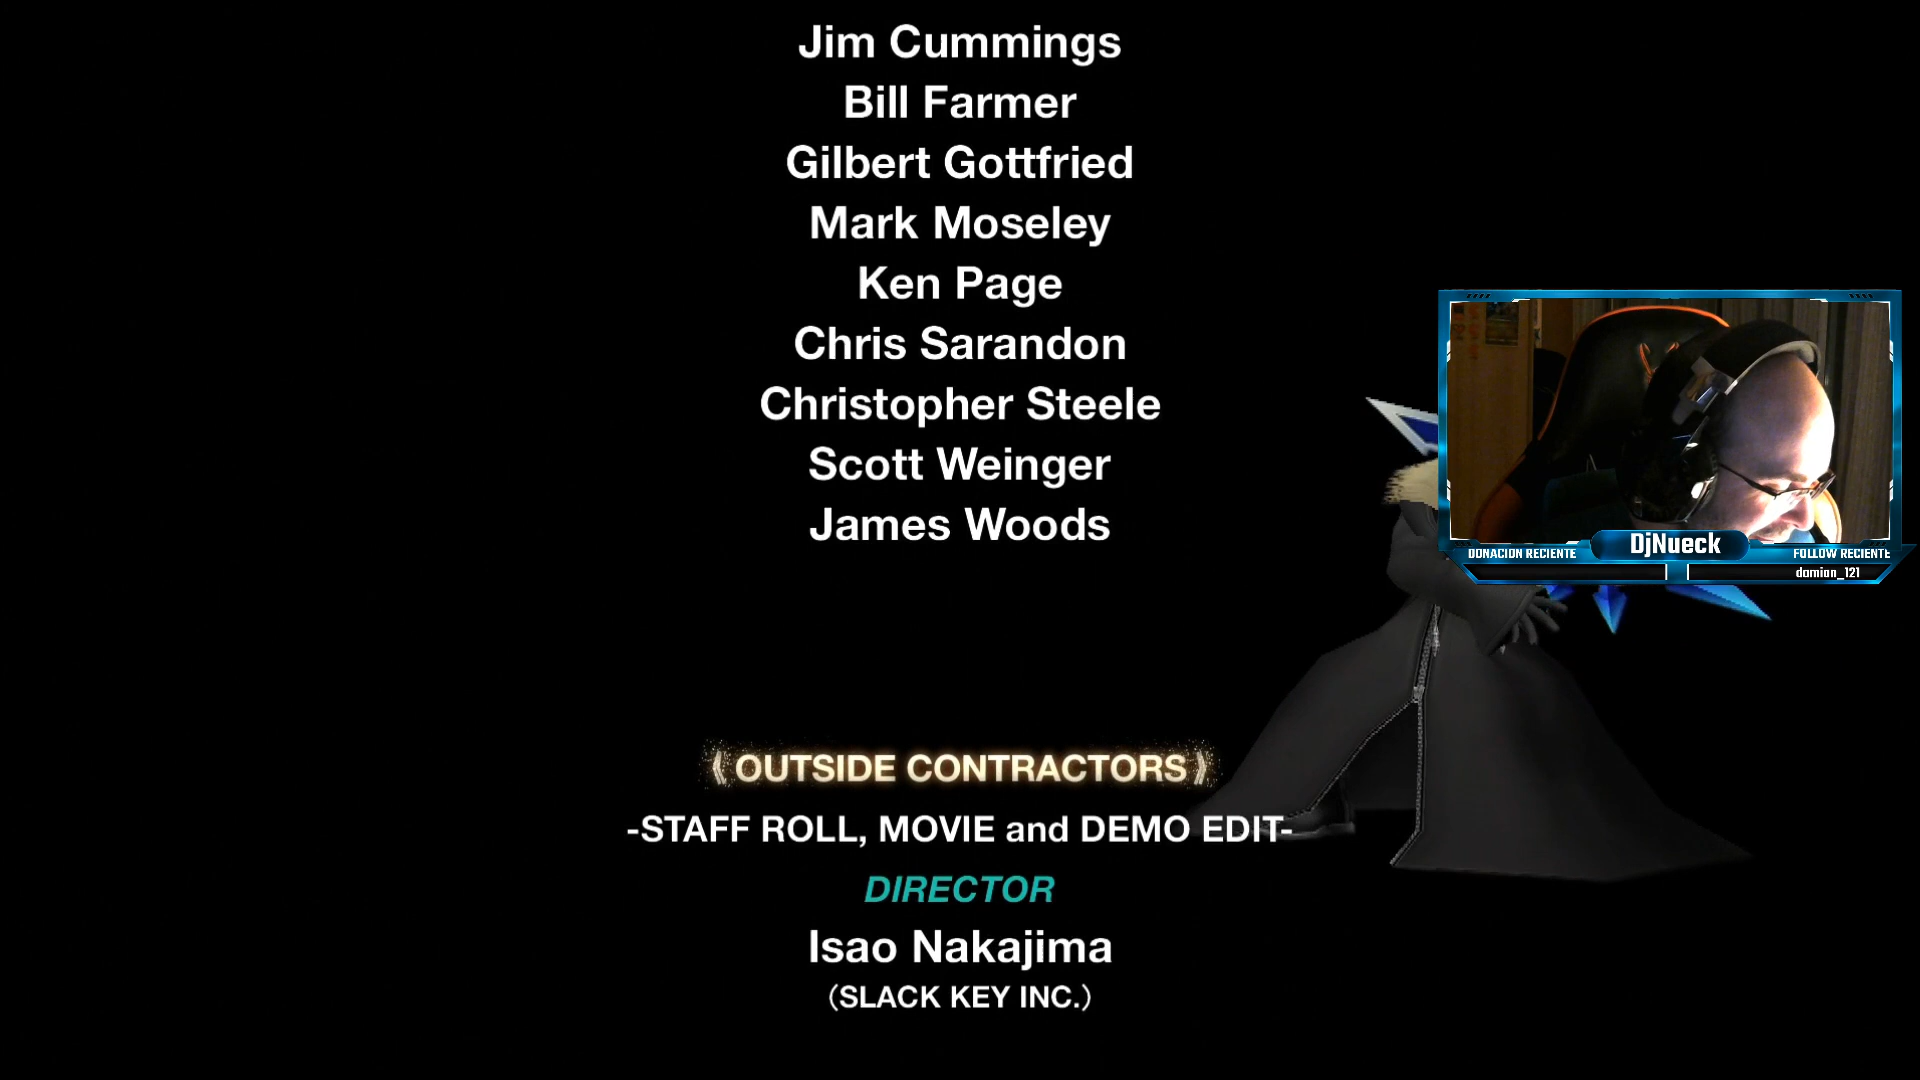 Jim Cummings
Bill Farmer
Gilbert Gottfried
Mark Moseley
Ken Page
Chris Sarandon
Christopher Steele
Scott Weinger
James Woods
《OUTSIDE CONTRACTORS》
-STAFF ROLL, MOVIE and DEMO EDIT-
DIRECTOR
Isao Nakajima
(SLACK KEY INC.)
DjNueck
DONACION RECIENTE
FOLLOW RECIENTE
damian_121